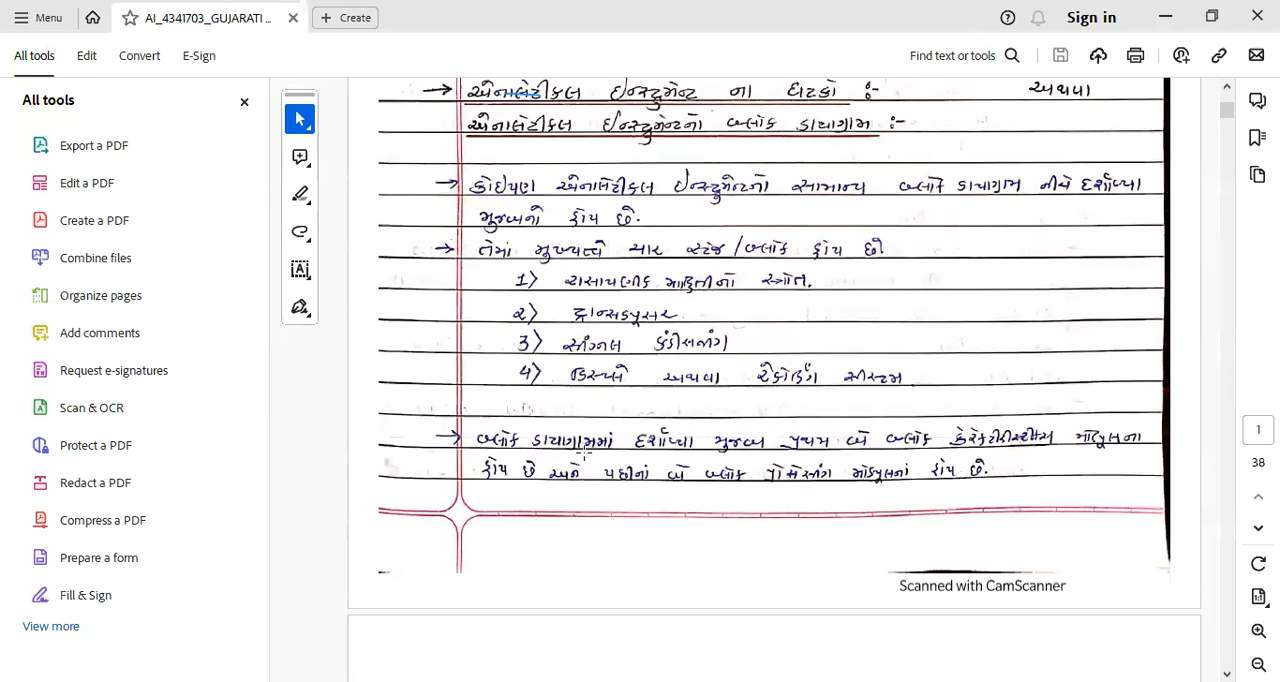 Menu
AI_4341703_GUJARATI ...
Create
Sign in
All tools
Edit
Convert
E-Sign
Find text or tools
All tools
Export a PDF
Edit a PDF
Create a PDF
Combine files
Organize pages
Add comments
Request e-signatures
Scan & OCR
Protect a PDF
Redact a PDF
Compress a PDF
Prepare a form
Fill & Sign
View more
→ એનાલેટીકલ ઈન્સ્ટ્રુમેન્ટ ના ઘટકો :- અથવા
એનાલેટીકલ ઈન્સ્ટ્રુમેન્ટનો બ્લોક ડાયાગ્રામ :-
→ કોઇપણ એનાલેટીકલ ઈન્સ્ટ્રુમેન્ટનો સામાન્ય બ્લોક ડાયાગ્રામ નીચે દર્શાવ્યા
મુજબનો હોય છે.
→ તેમાં મુખ્યત્વે ચાર સ્ટેજ/બ્લોક હોય છે
1) રાસાયણીક માહિતીનો સ્ત્રોત.
૨) ટ્રાન્સડ્યુસર
3) સીગ્નલ કંડીસનીંગ
૪) ડિસ્પ્લે અથવા રેકોર્ડિંગ સીસ્ટમ
→ બ્લોક ડાયાગ્રામમાં દર્શાવ્યા મુજબ પ્રથમ બે બ્લોક કેરેક્ટરીસ્ટીક્સ મોડ્યુલના
હોય છે અને પછીનાં બે બ્લોક પ્રોસેસીંગ મોડ્યુલનાં હોય છે.
Scanned with CamScanner
1
38